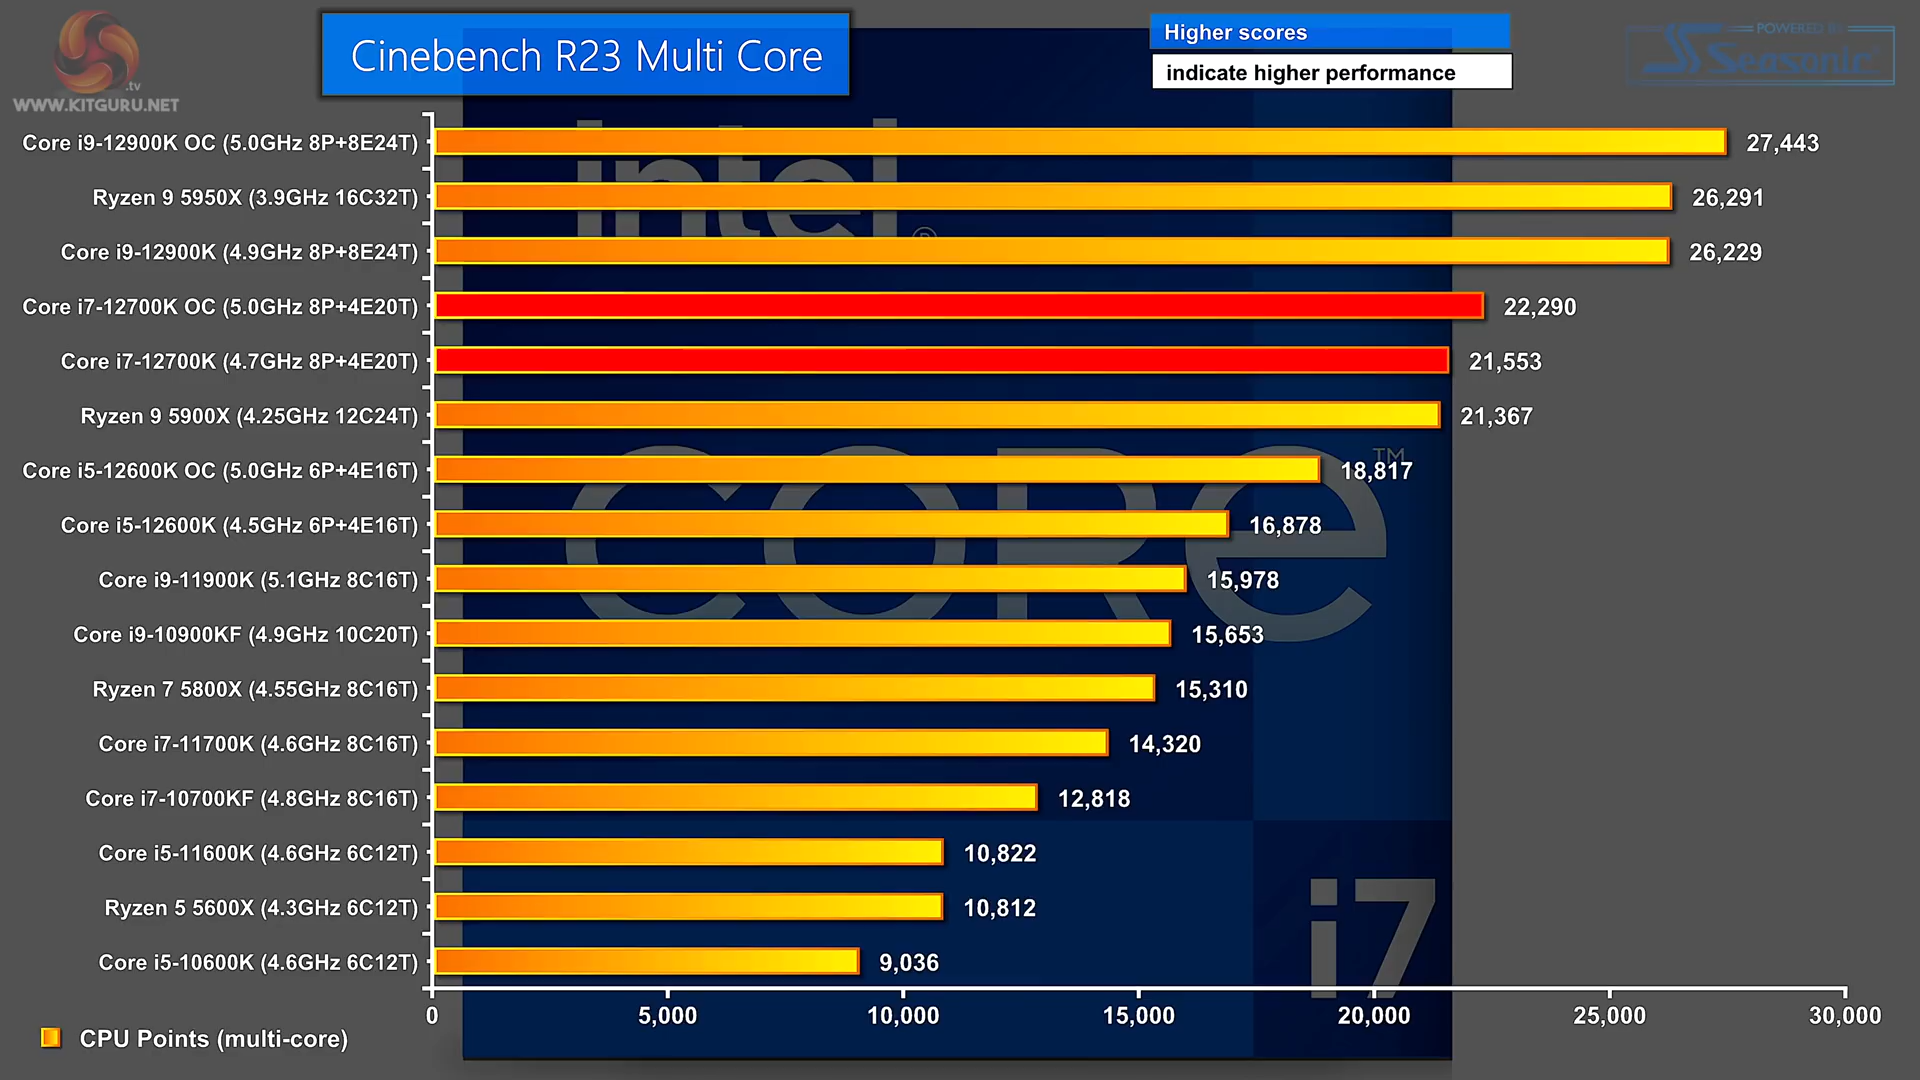 .tv
WWW.KITGURU.NET
Cinebench R23 Multi Core
Higher scores
indicate higher performance
POWERED BY
Seasonic
intel
®
CORE™
i7
Core i9-12900K OC (5.0GHz 8P+8E24T) 27,443
Ryzen 9 5950X (3.9GHz 16C32T) 26,291
Core i9-12900K (4.9GHz 8P+8E24T) 26,229
Core i7-12700K OC (5.0GHz 8P+4E20T) 22,290
Core i7-12700K (4.7GHz 8P+4E20T) 21,553
Ryzen 9 5900X (4.25GHz 12C24T) 21,367
Core i5-12600K OC (5.0GHz 6P+4E16T) 18,817
Core i5-12600K (4.5GHz 6P+4E16T) 16,878
Core i9-11900K (5.1GHz 8C16T) 15,978
Core i9-10900KF (4.9GHz 10C20T) 15,653
Ryzen 7 5800X (4.55GHz 8C16T) 15,310
Core i7-11700K (4.6GHz 8C16T) 14,320
Core i7-10700KF (4.8GHz 8C16T) 12,818
Core i5-11600K (4.6GHz 6C12T) 10,822
Ryzen 5 5600X (4.3GHz 6C12T) 10,812
Core i5-10600K (4.6GHz 6C12T) 9,036
0 5,000 10,000 15,000 20,000 25,000 30,000
CPU Points (multi-core)